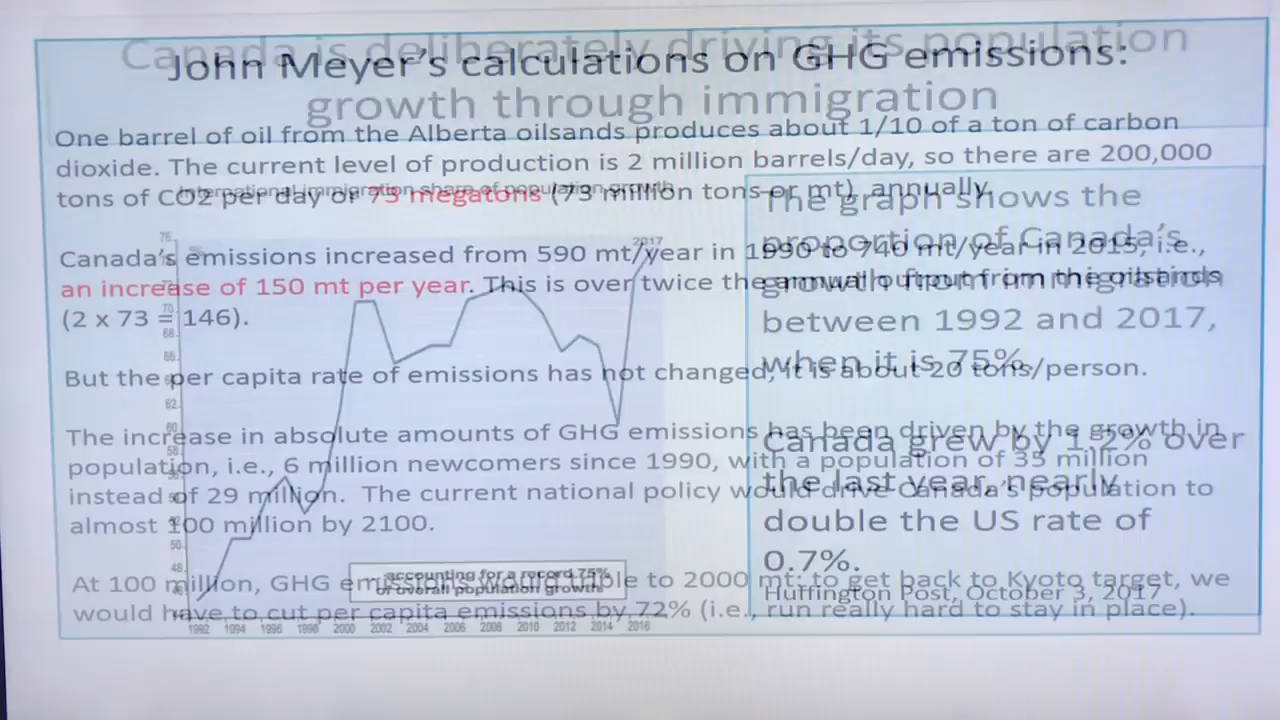 Canada is deliberately driving its population
growth through immigration
John Meyer's calculations on GHG emissions:
One barrel of oil from the Alberta oilsands produces about 1/10 of a ton of carbon
dioxide. The current level of production is 2 million barrels/day, so there are 200,000
tons of CO2 per day or 73 megatons (73 million tons or mt), annually.
Canada's emissions increased from 590 mt/year in 1990 to 740 mt/year in 2015, i.e.,
an increase of 150 mt per year. This is over twice the annual output from the oilsands
(2 x 73 = 146).
But the per capita rate of emissions has not changed, it is about 20 tons/person.
The increase in absolute amounts of GHG emissions has been driven by the growth in
population, i.e., 6 million newcomers since 1990, with a population of 35 million
instead of 29 million. The current national policy would drive Canada's population to
almost 100 million by 2100.
At 100 million, GHG emissions would triple to 2000 mt; to get back to Kyoto target, we
would have to cut per capita emissions by 72% (i.e., run really hard to stay in place).
International immigration share of population growth
76
2017
70
68
66
62
60
58
50
48
accounting for a record 75%
of overall population growth
1992 1994 1996 1998 2000 2002 2004 2006 2008 2010 2012 2014 2016
The graph shows the
proportion of Canada's
growth from immigration
between 1992 and 2017,
when it is 75%.
Canada grew by 1.2% over
the last year, nearly
double the US rate of
0.7%.
Huffington Post, October 3, 2017